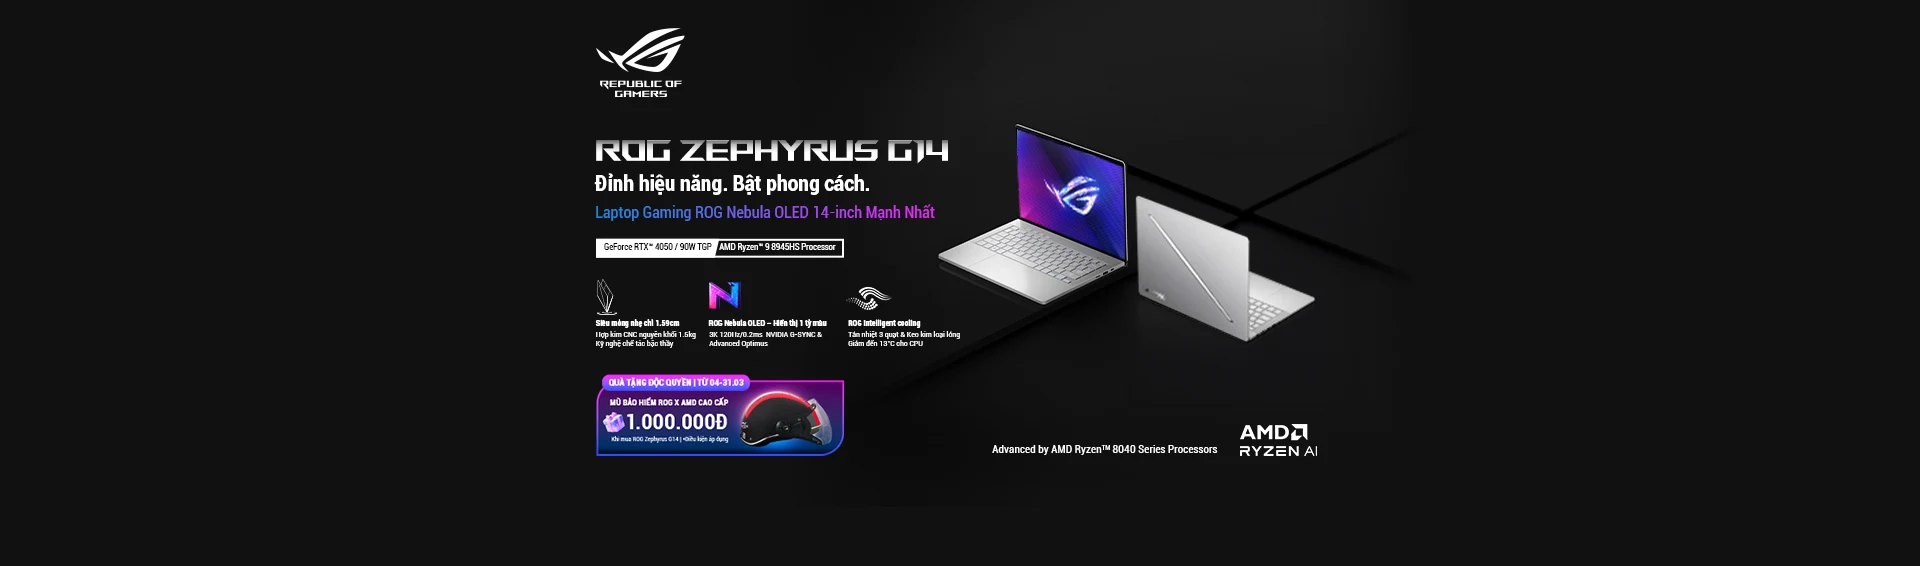 REPUBLIC OF
GAMERS
ROG ZEPHYRUS G14
Đỉnh hiệu năng. Bật phong cách.
Laptop Gaming ROG Nebula OLED 14-inch Mạnh Nhất
GeForce RTX™ 4050 / 90W TGP AMD Ryzen™ 9 8945HS Processor
Siêu mỏng nhẹ chỉ 1.59cm
Hợp kim CNC nguyên khối 1.5kg
Kỹ nghệ chế tác bậc thầy
ROG Nebula OLED – Hiển thị 1 tỷ màu
3K 120Hz/0.2ms NVIDIA G-SYNC &
Advanced Optimus
ROG Intelligent cooling
Tản nhiệt 3 quạt & Keo kim loại lỏng
Giảm đến 13°C cho CPU
QUÀ TẶNG ĐỘC QUYỀN | TỪ 04-31.03
MŨ BẢO HIỂM ROG X AMD CAO CẤP
1.000.000Đ
Khi mua ROG Zephyrus G14 | *Điều kiện áp dụng
Advanced by AMD Ryzen™ 8040 Series Processors
AMD
RYZEN AI